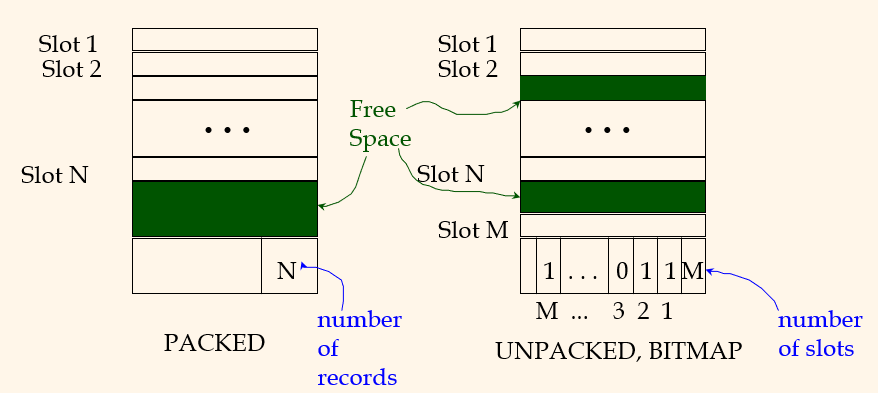 Slot 1
Slot 2
. . .
Slot N
N
number
of
records
PACKED
Free
Space
Slot 1
Slot 2
. . .
Slot N
Slot M
1 . . . 0 1 1 M
M ... 3 2 1
number
of slots
UNPACKED, BITMAP